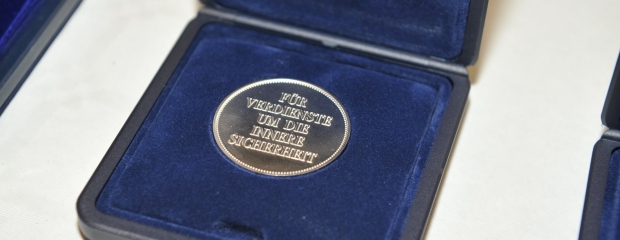 FÜR
VERDIENSTE
UM DIE
INNERE
SICHERHEIT